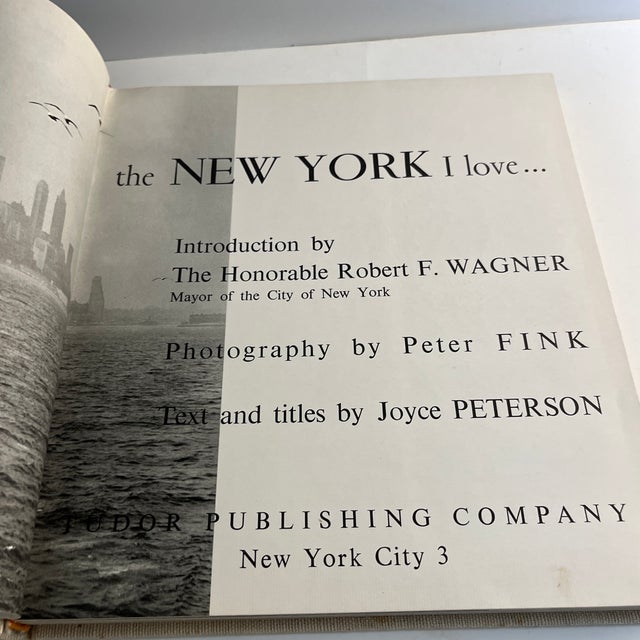 the NEW YORK I love...
Introduction by
The Honorable Robert F. WAGNER
Mayor of the City of New York
Photography by Peter FINK
Text and titles by Joyce PETERSON
TUDOR PUBLISHING COMPANY
New York City 3